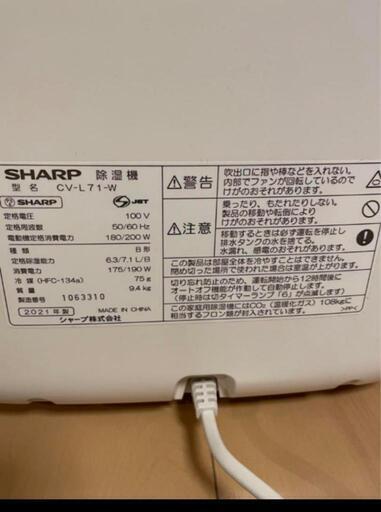 SHARP 除湿機
型 名 CV-L71-W
SHARP
JET
定格電圧 100 V
定格周波数 50/60 Hz
電動機定格消費電力 180/200 W
種 類 B形
定格除湿能力 6.3/7.1 L/日
消費電力 175/190 W
冷 媒 (HFC-134a) 75 g
質 量 9.4 kg
製造番号 1063310
2021年製
MADE IN CHINA
シャープ株式会社
警告
吹出口に指や棒などを入れない。
内部でファンが回転しているので
けがのおそれがあります。
注意
乗ったり、もたれたりしない。
製品の移動や転倒により
けがのおそれがあります。
移動するときは必ず運転を停止し
排水タンクの水を捨てる。
水漏れ、感電のおそれがあります。
この製品は部屋全体を冷やすことはできません。
閉め切った場所で使用される場合は室温が上がります。
切り忘れ防止のため、運転開始から12時間後に
オートオフ機能が作動して自動停止します。
(停止時は切タイマーランプ「6」が点滅します)
この家庭用除湿機にはCO₂（温暖化ガス）108kgに
相当するフロン類が封入されています。